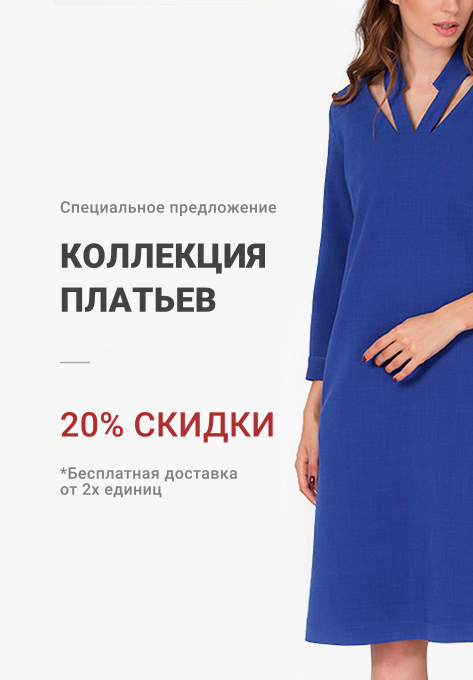 Специальное предложение
КОЛЛЕКЦИЯ
ПЛАТЬЕВ
20% СКИДКИ
*Бесплатная доставка
от 2х единиц